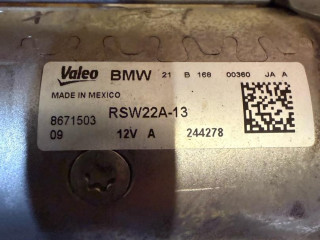 Valeo BMW 21 B 168 00360 JA A
MADE IN MEXICO
8671503 RSW22A-13
09 12V A 244278